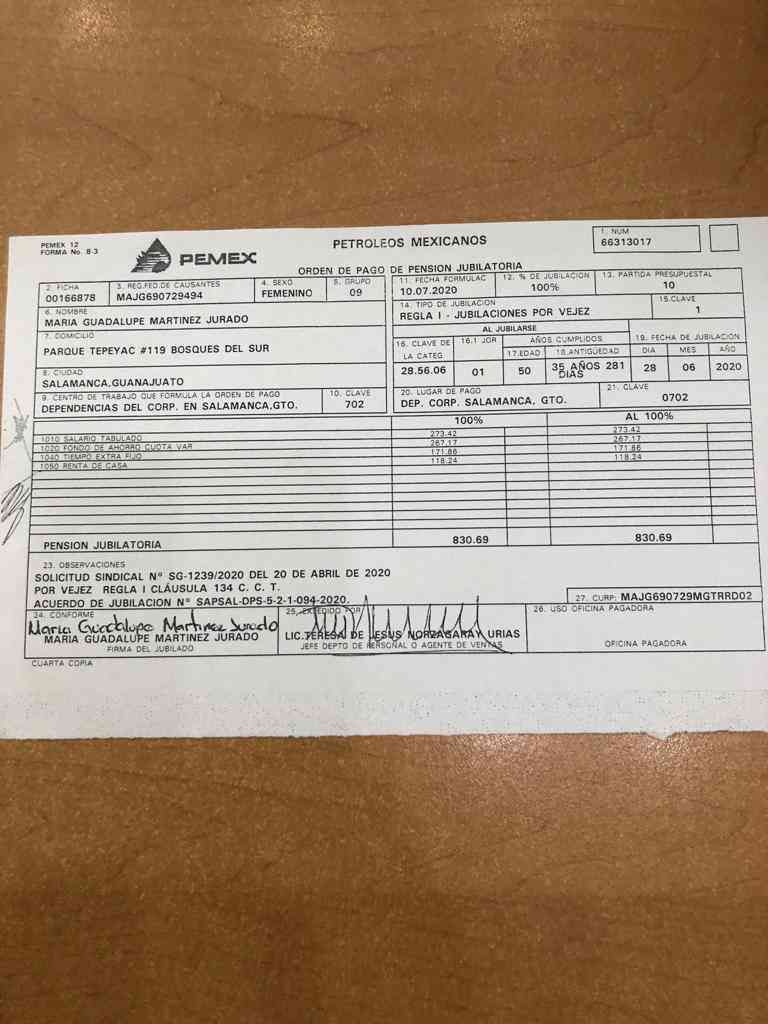 PEMEX 12
FORMA No. 8-3
PEMEX
PETROLEOS MEXICANOS
1. NUM
66313017
ORDEN DE PAGO DE PENSION JUBILATORIA
2. FICHA
00166878
3. REG.FED.DE CAUSANTES
MAJG690729494
4. SEXO
FEMENINO
5. GRUPO
09
11. FECHA FORMULAC
10.07.2020
12. % DE JUBILACION
100%
13. PARTIDA PRESUPUESTAL
10
6. NOMBRE
MARIA GUADALUPE MARTINEZ JURADO
14. TIPO DE JUBILACION
REGLA I - JUBILACIONES POR VEJEZ
15.CLAVE
1
7. DOMICILIO
PARQUE TEPEYAC #119 BOSQUES DEL SUR
AL JUBILARSE
16. CLAVE DE
LA CATEG
28.56.06
16.1 JOR
01
AÑOS CUMPLIDOS
17.EDAD
50
18.ANTIGÜEDAD
35 AÑOS 281
DIAS
19. FECHA DE JUBILACION
DIA MES AÑO
28 06 2020
8. CIUDAD
SALAMANCA,GUANAJUATO
9. CENTRO DE TRABAJO QUE FORMULA LA ORDEN DE PAGO
DEPENDENCIAS DEL CORP. EN SALAMANCA,GTO.
10. CLAVE
702
20. LUGAR DE PAGO
DEP. CORP. SALAMANCA, GTO.
21. CLAVE
0702
100% AL 100%
1010 SALARIO TABULADO 273.42 273.42
1020 FONDO DE AHORRO CUOTA VAR 267.17 267.17
1040 TIEMPO EXTRA FIJO 171.86 171.86
1050 RENTA DE CASA 118.24 118.24
PENSION JUBILATORIA 830.69 830.69
23. OBSERVACIONES
SOLICITUD SINDICAL Nº SG-1239/2020 DEL 20 DE ABRIL DE 2020
POR VEJEZ REGLA I CLÁUSULA 134 C. C. T.
ACUERDO DE JUBILACION Nº SAPSAL-DPS-5-2-1-094-2020.
27. CURP: MAJG690729MGTRRD02
24. CONFORME
Maria Guadalupe Martinez Jurado
MARIA GUADALUPE MARTINEZ JURADO
FIRMA DEL JUBILADO
25. EXPEDIDO POR
LIC.TERESA DE JESUS NORZAGARAY URIAS
JEFE DEPTO DE PERSONAL O AGENTE DE VENTAS
26. USO OFICINA PAGADORA
OFICINA PAGADORA
CUARTA COPIA